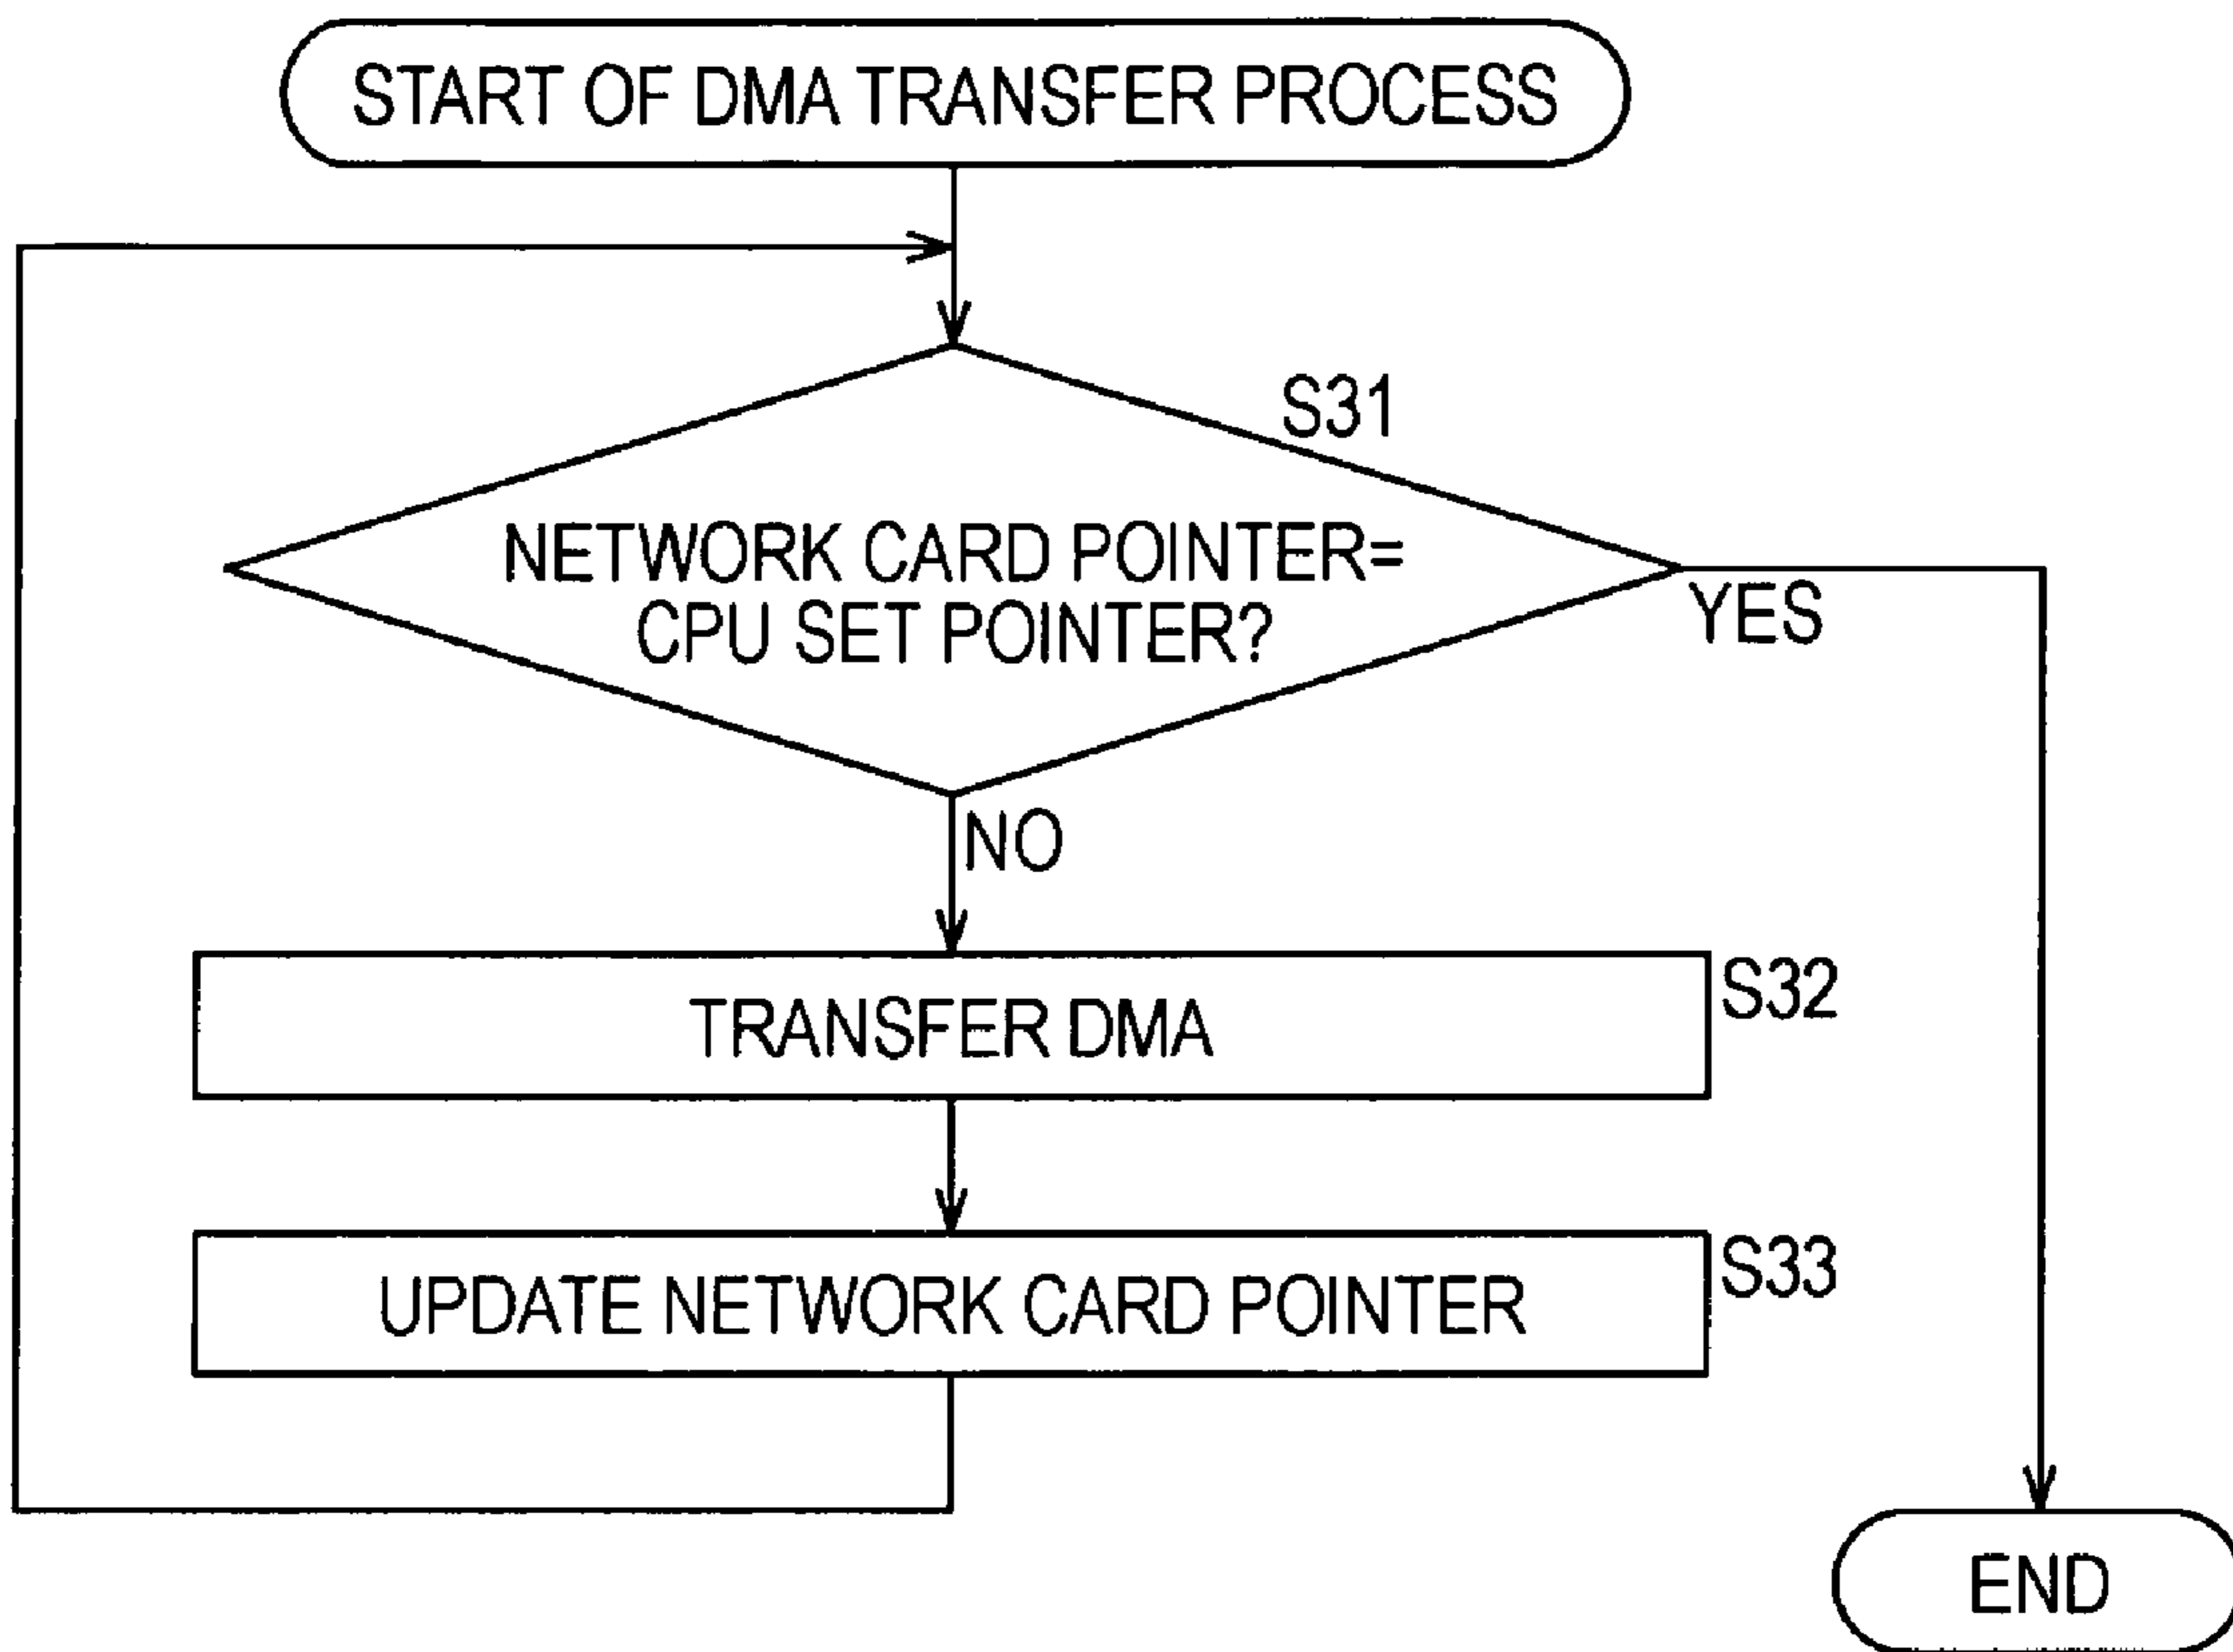 START OF DMA TRANSFER PROCESS
S31
NETWORK CARD POINTER=
CPU SET POINTER?
YES
NO
TRANSFER DMA
S32
UPDATE NETWORK CARD POINTER
S33
END